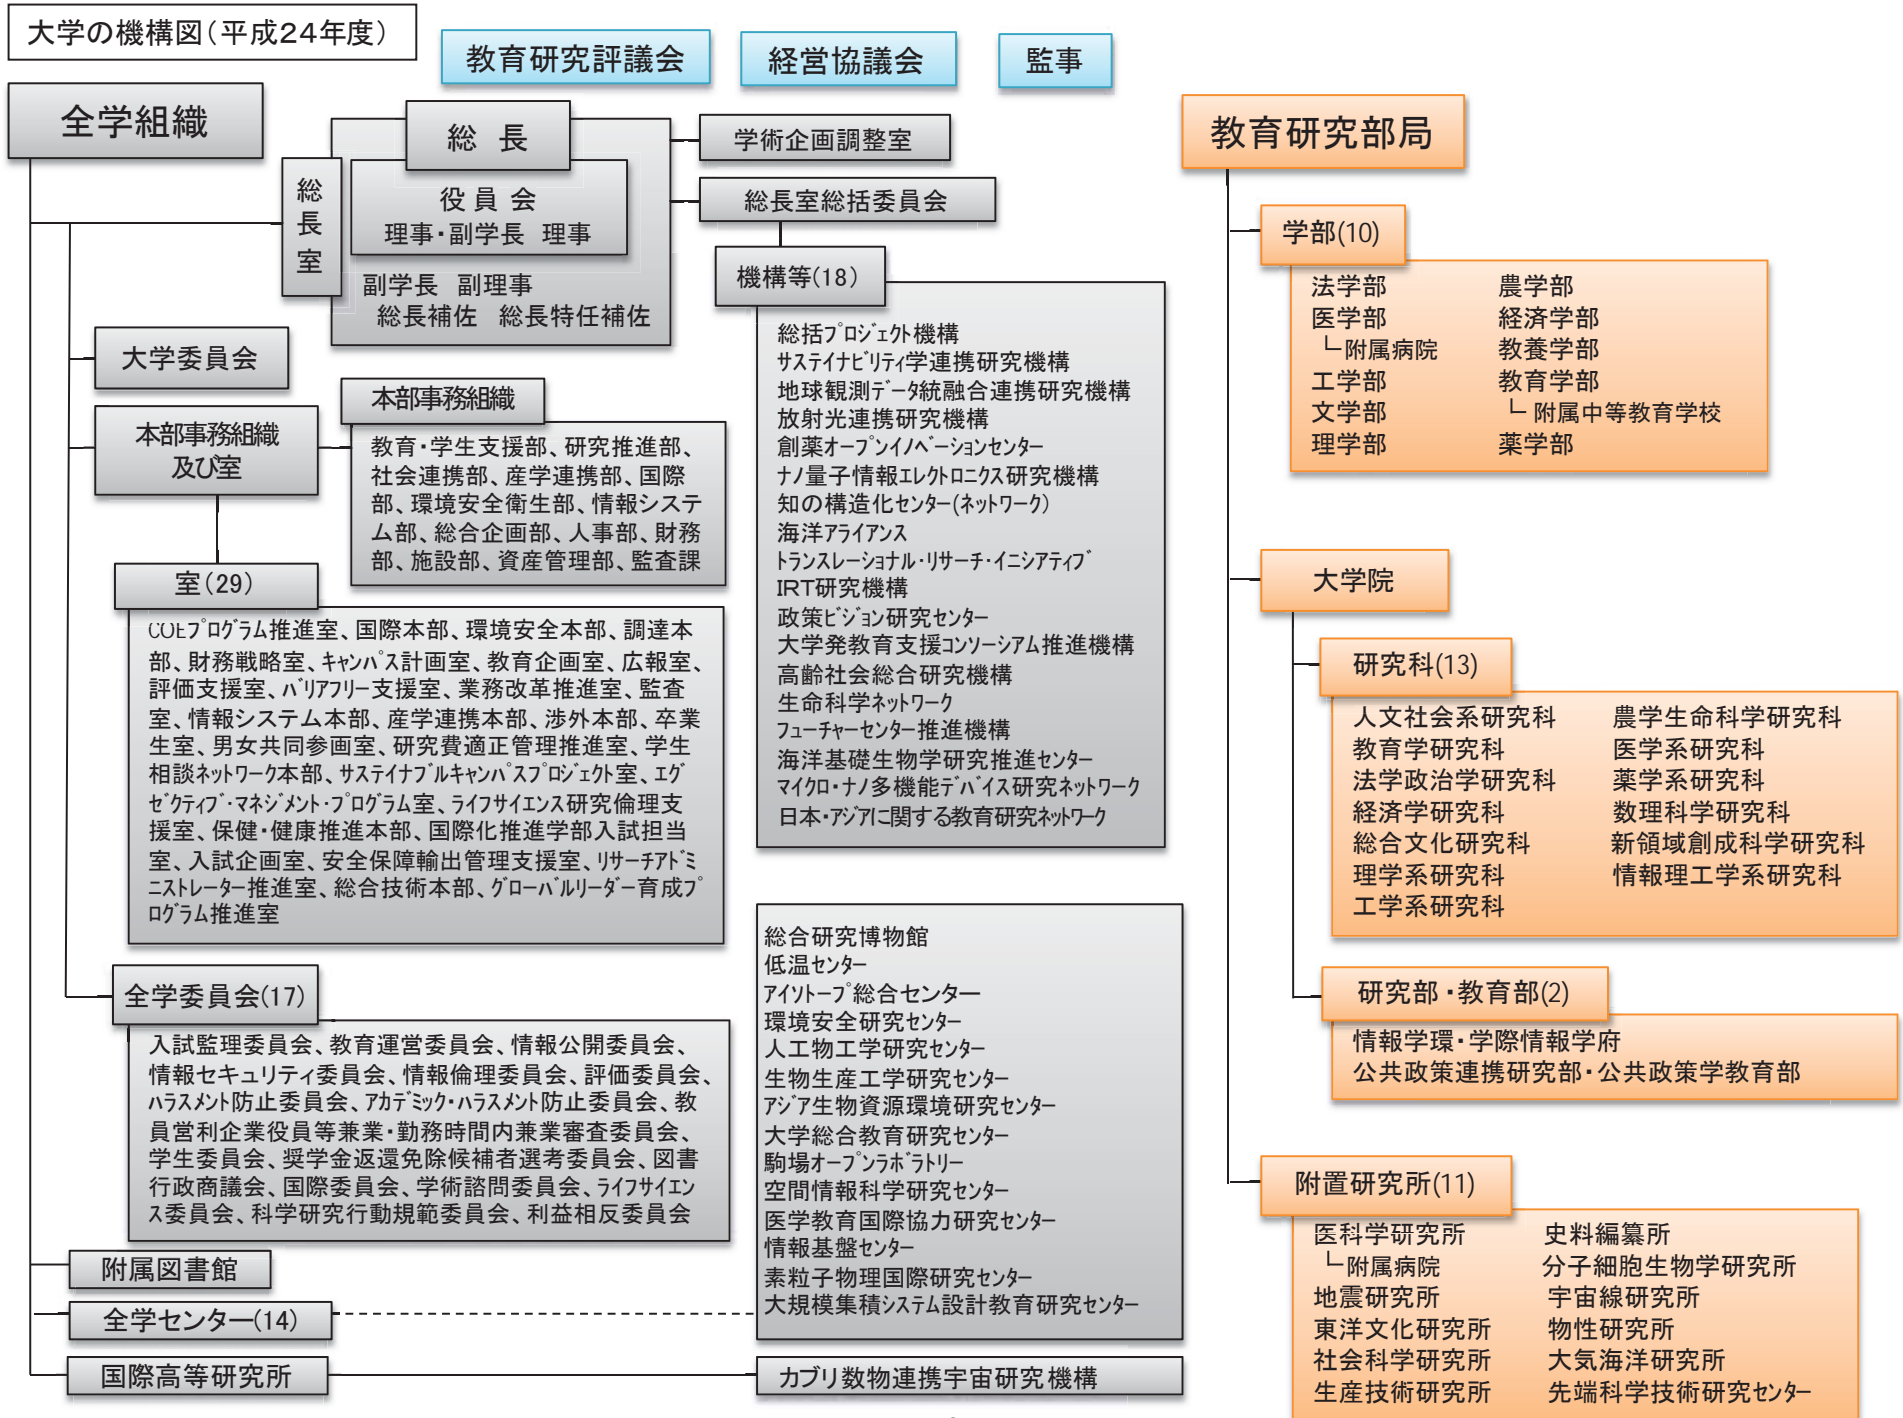 大学の機構図（平成24年度）
教育研究評議会
経営協議会
監事
全学組織
総 長
総長室
役 員 会
理事・副学長　理事
副学長　副理事
総長補佐　総長特任補佐
学術企画調整室
総長室総括委員会
機構等(18)
総括プロジェクト機構
サステイナビリティ学連携研究機構
地球観測データ統融合連携研究機構
放射光連携研究機構
創薬オープンイノベーションセンター
ナノ量子情報エレクトロニクス研究機構
知の構造化センター(ネットワーク)
海洋アライアンス
トランスレーショナル・リサーチ・イニシアティブ
IRT研究機構
政策ビジョン研究センター
大学発教育支援コンソーシアム推進機構
高齢社会総合研究機構
生命科学ネットワーク
フューチャーセンター推進機構
海洋基礎生物学研究推進センター
マイクロ・ナノ多機能デバイス研究ネットワーク
日本・アジアに関する教育研究ネットワーク
大学委員会
本部事務組織
及び室
本部事務組織
教育・学生支援部、研究推進部、
社会連携部、産学連携部、国際
部、環境安全衛生部、情報システ
ム部、総合企画部、人事部、財務
部、施設部、資産管理部、監査課
室(29)
COEプログラム推進室、国際本部、環境安全本部、調達本
部、財務戦略室、キャンパス計画室、教育企画室、広報室、
評価支援室、バリアフリー支援室、業務改革推進室、監査
室、情報システム本部、産学連携本部、渉外本部、卒業
生室、男女共同参画室、研究費適正管理推進室、学生
相談ネットワーク本部、サステイナブルキャンパスプロジェクト室、エグ
ゼクティブ・マネジメント・プログラム室、ライフサイエンス研究倫理支
援室、保健・健康推進本部、国際化推進学部入試担当
室、入試企画室、安全保障輸出管理支援室、リサーチアドミ
ニストレーター推進室、総合技術本部、グローバルリーダー育成プ
ログラム推進室
全学委員会(17)
入試監理委員会、教育運営委員会、情報公開委員会、
情報セキュリティ委員会、情報倫理委員会、評価委員会、
ハラスメント防止委員会、アカデミック・ハラスメント防止委員会、教
員営利企業役員等兼業・勤務時間内兼業審査委員会、
学生委員会、奨学金返還免除候補者選考委員会、図書
行政商議会、国際委員会、学術諮問委員会、ライフサイエン
ス委員会、科学研究行動規範委員会、利益相反委員会
附属図書館
全学センター(14)
総合研究博物館
低温センター
アイソトープ総合センター
環境安全研究センター
人工物工学研究センター
生物生産工学研究センター
アジア生物資源環境研究センター
大学総合教育研究センター
駒場オープンラボラトリー
空間情報科学研究センター
医学教育国際協力研究センター
情報基盤センター
素粒子物理国際研究センター
大規模集積システム設計教育研究センター
国際高等研究所
カブリ数物連携宇宙研究機構
教育研究部局
学部(10)
法学部
医学部
└附属病院
工学部
文学部
理学部
農学部
経済学部
教養学部
教育学部
└ 附属中等教育学校
薬学部
大学院
研究科(13)
人文社会系研究科
教育学研究科
法学政治学研究科
経済学研究科
総合文化研究科
理学系研究科
工学系研究科
農学生命科学研究科
医学系研究科
薬学系研究科
数理科学研究科
新領域創成科学研究科
情報理工学系研究科
研究部・教育部(2)
情報学環・学際情報学府
公共政策連携研究部・公共政策学教育部
附置研究所(11)
医科学研究所
└附属病院
地震研究所
東洋文化研究所
社会科学研究所
生産技術研究所
史料編纂所
分子細胞生物学研究所
宇宙線研究所
物性研究所
大気海洋研究所
先端科学技術研究センター